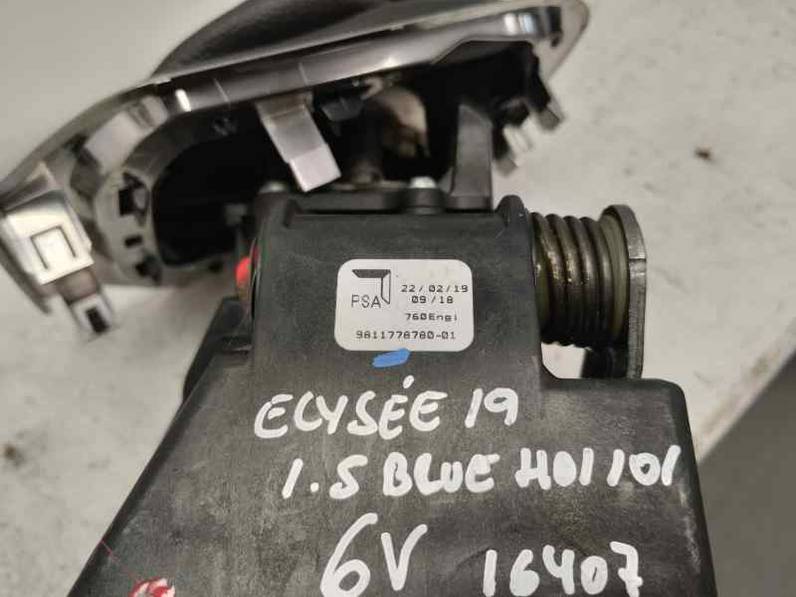 PSA
22/02/19
09/18
760Engi
9811778780-01
ELYSÉE 19
1.5 BLUE HDI 101
6V 16407